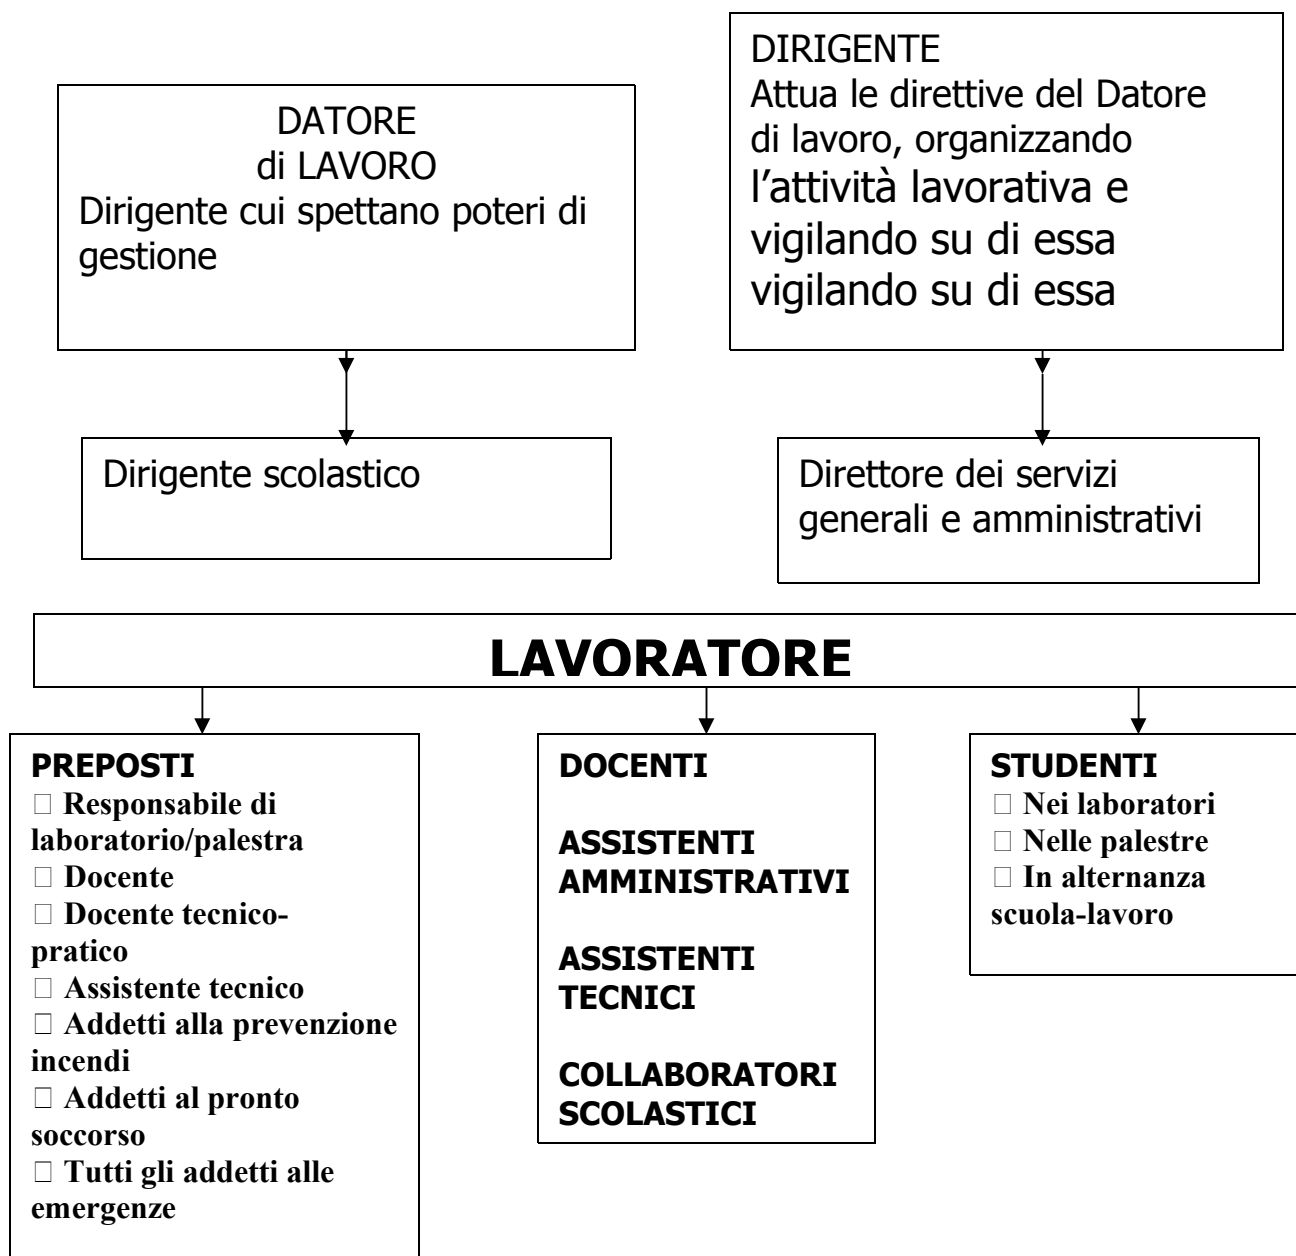 DATORE
di LAVORO
Dirigente cui spettano poteri di
gestione
DIRIGENTE
Attua le direttive del Datore
di lavoro, organizzando
l’attività lavorativa e
vigilando su di essa
vigilando su di essa
Dirigente scolastico
Direttore dei servizi
generali e amministrativi
LAVORATORE
PREPOSTI
□ Responsabile di
laboratorio/palestra
□ Docente
□ Docente tecnico-
pratico
□ Assistente tecnico
□ Addetti alla prevenzione
incendi
□ Addetti al pronto
soccorso
□ Tutti gli addetti alle
emergenze
DOCENTI
ASSISTENTI
AMMINISTRATIVI
ASSISTENTI
TECNICI
COLLABORATORI
SCOLASTICI
STUDENTI
□ Nei laboratori
□ Nelle palestre
□ In alternanza
scuola-lavoro